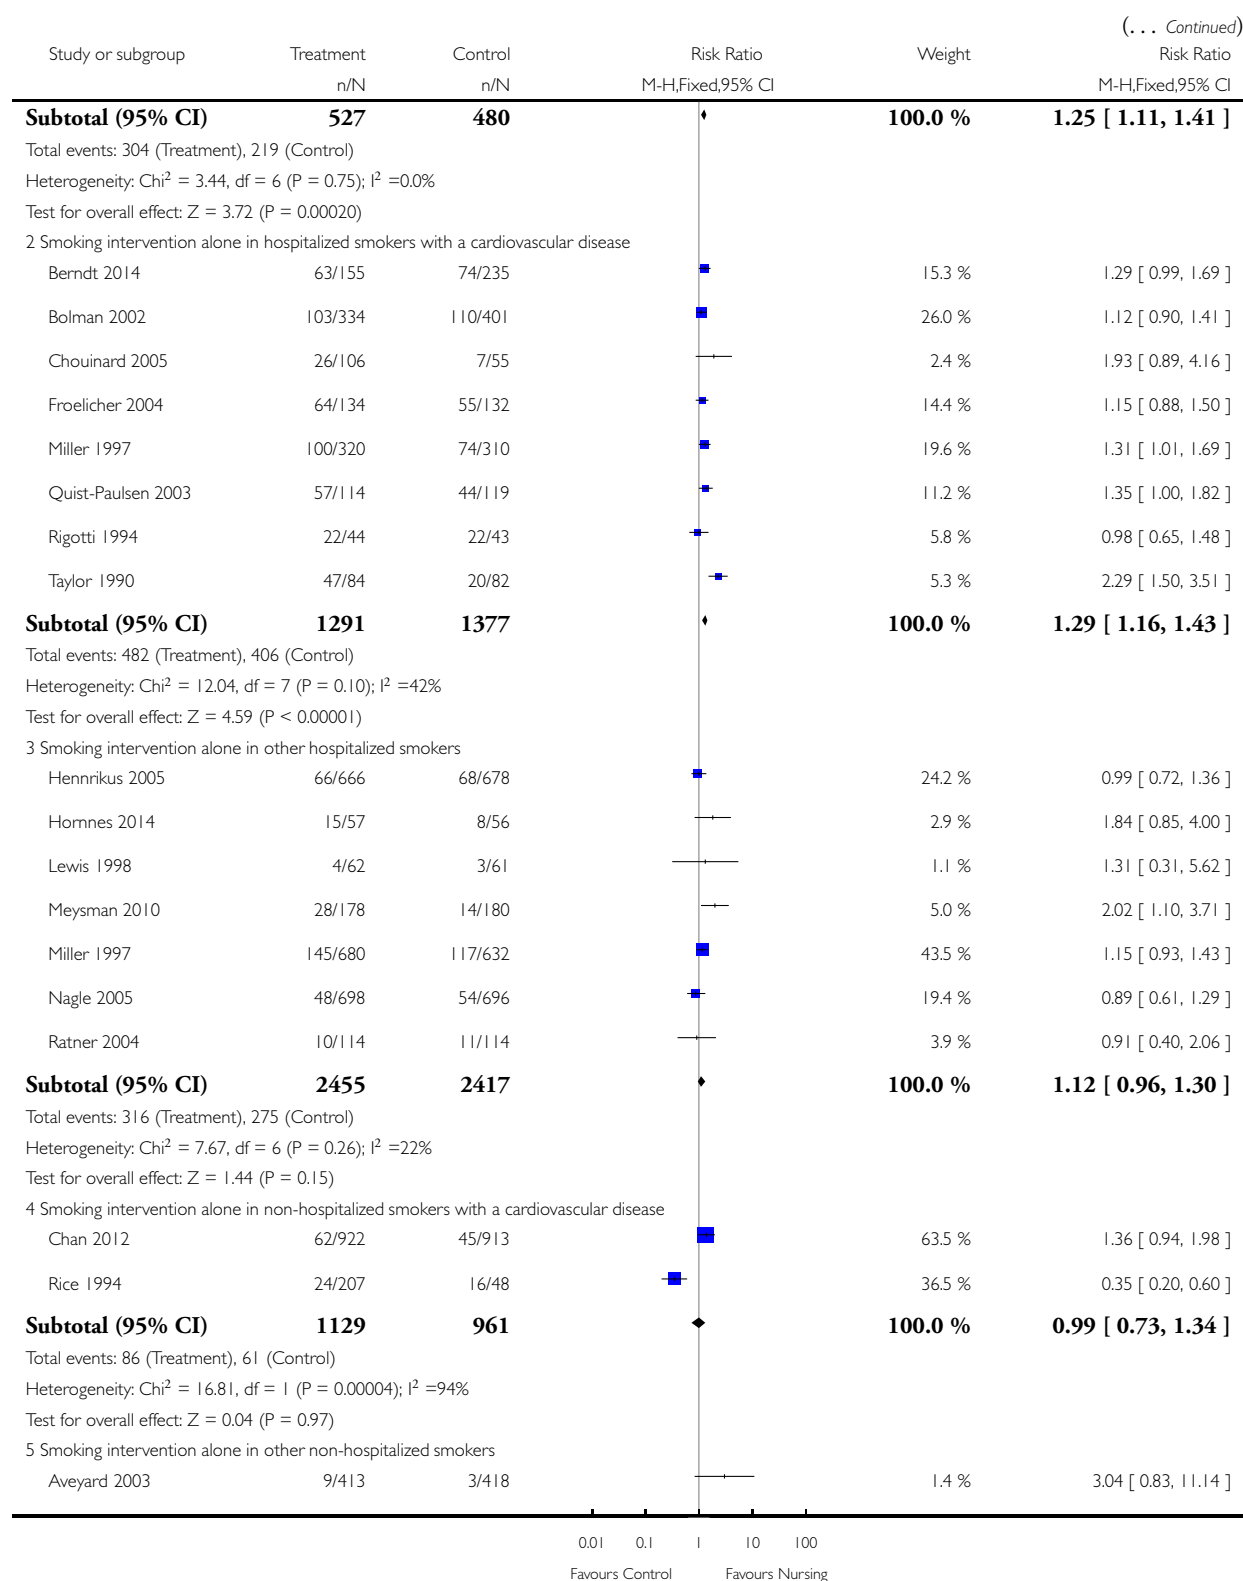 (... Continued)
Study or subgroup Treatment Control Risk Ratio Weight Risk Ratio
n/N n/N M-H,Fixed,95% CI M-H,Fixed,95% CI
Subtotal (95% CI) 527 480 100.0 % 1.25 [ 1.11, 1.41 ]
Total events: 304 (Treatment), 219 (Control)
Heterogeneity: Chi² = 3.44, df = 6 (P = 0.75); I² =0.0%
Test for overall effect: Z = 3.72 (P = 0.00020)
2 Smoking intervention alone in hospitalized smokers with a cardiovascular disease
Berndt 2014 63/155 74/235 15.3 % 1.29 [ 0.99, 1.69 ]
Bolman 2002 103/334 110/401 26.0 % 1.12 [ 0.90, 1.41 ]
Chouinard 2005 26/106 7/55 2.4 % 1.93 [ 0.89, 4.16 ]
Froelicher 2004 64/134 55/132 14.4 % 1.15 [ 0.88, 1.50 ]
Miller 1997 100/320 74/310 19.6 % 1.31 [ 1.01, 1.69 ]
Quist-Paulsen 2003 57/114 44/119 11.2 % 1.35 [ 1.00, 1.82 ]
Rigotti 1994 22/44 22/43 5.8 % 0.98 [ 0.65, 1.48 ]
Taylor 1990 47/84 20/82 5.3 % 2.29 [ 1.50, 3.51 ]
Subtotal (95% CI) 1291 1377 100.0 % 1.29 [ 1.16, 1.43 ]
Total events: 482 (Treatment), 406 (Control)
Heterogeneity: Chi² = 12.04, df = 7 (P = 0.10); I² =42%
Test for overall effect: Z = 4.59 (P < 0.00001)
3 Smoking intervention alone in other hospitalized smokers
Hennrikus 2005 66/666 68/678 24.2 % 0.99 [ 0.72, 1.36 ]
Hornnes 2014 15/57 8/56 2.9 % 1.84 [ 0.85, 4.00 ]
Lewis 1998 4/62 3/61 1.1 % 1.31 [ 0.31, 5.62 ]
Meysman 2010 28/178 14/180 5.0 % 2.02 [ 1.10, 3.71 ]
Miller 1997 145/680 117/632 43.5 % 1.15 [ 0.93, 1.43 ]
Nagle 2005 48/698 54/696 19.4 % 0.89 [ 0.61, 1.29 ]
Ratner 2004 10/114 11/114 3.9 % 0.91 [ 0.40, 2.06 ]
Subtotal (95% CI) 2455 2417 100.0 % 1.12 [ 0.96, 1.30 ]
Total events: 316 (Treatment), 275 (Control)
Heterogeneity: Chi² = 7.67, df = 6 (P = 0.26); I² =22%
Test for overall effect: Z = 1.44 (P = 0.15)
4 Smoking intervention alone in non-hospitalized smokers with a cardiovascular disease
Chan 2012 62/922 45/913 63.5 % 1.36 [ 0.94, 1.98 ]
Rice 1994 24/207 16/48 36.5 % 0.35 [ 0.20, 0.60 ]
Subtotal (95% CI) 1129 961 100.0 % 0.99 [ 0.73, 1.34 ]
Total events: 86 (Treatment), 61 (Control)
Heterogeneity: Chi² = 16.81, df = 1 (P = 0.00004); I² =94%
Test for overall effect: Z = 0.04 (P = 0.97)
5 Smoking intervention alone in other non-hospitalized smokers
Aveyard 2003 9/413 3/418 1.4 % 3.04 [ 0.83, 11.14 ]
0.01 0.1 1 10 100
Favours Control Favours Nursing